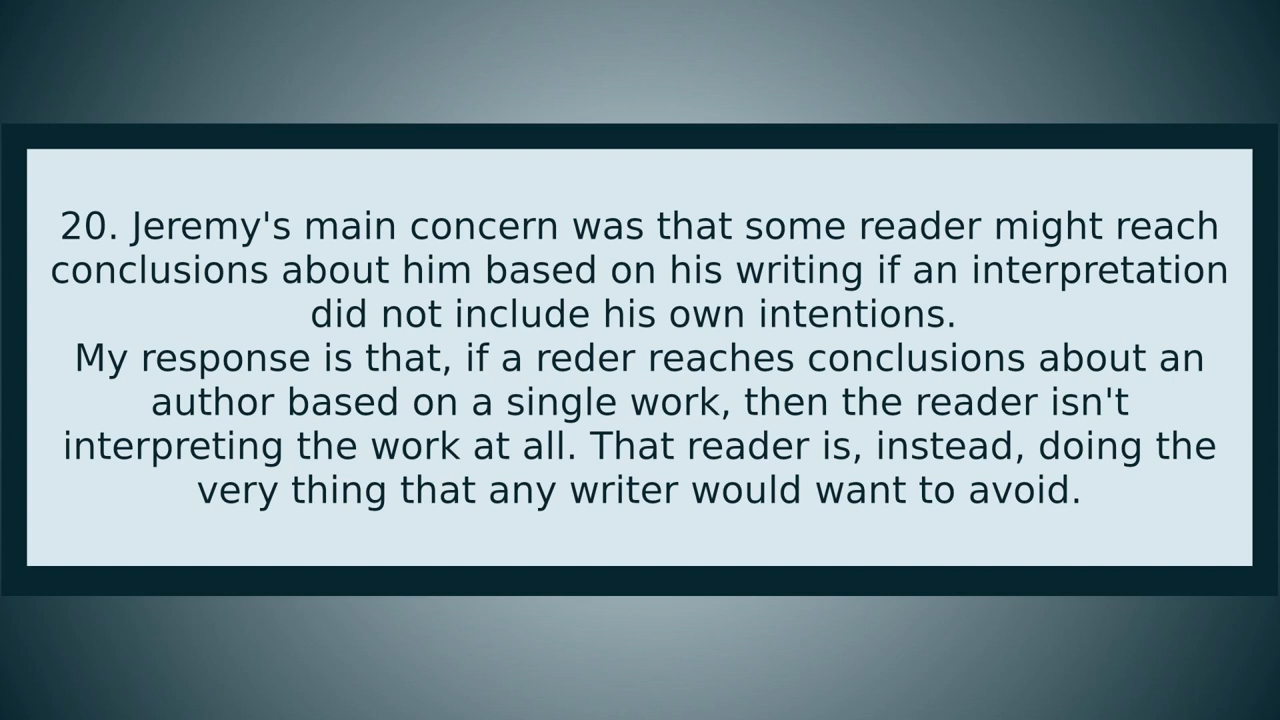 20. Jeremy's main concern was that some reader might reach
conclusions about him based on his writing if an interpretation
did not include his own intentions.
My response is that, if a reder reaches conclusions about an
author based on a single work, then the reader isn't
interpreting the work at all. That reader is, instead, doing the
very thing that any writer would want to avoid.